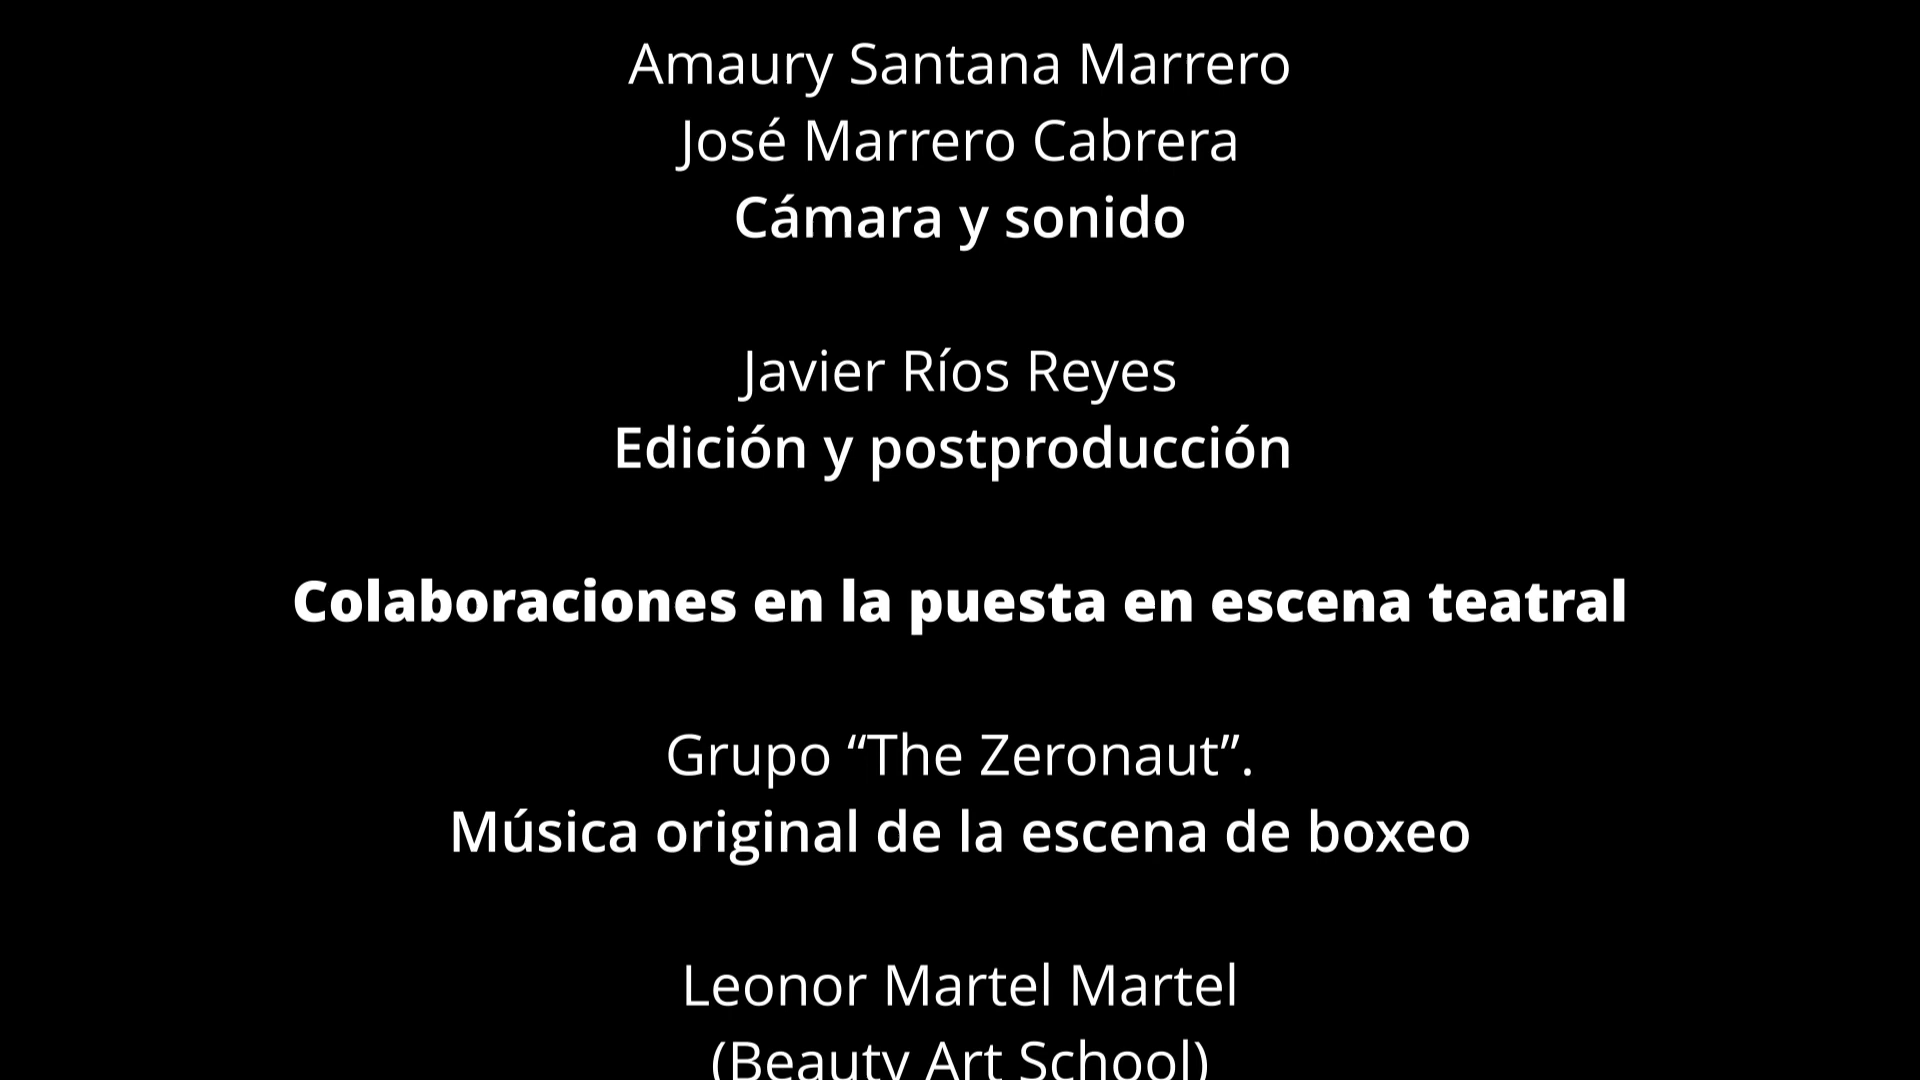 Amaury Santana Marrero
José Marrero Cabrera
Cámara y sonido
Javier Ríos Reyes
Edición y postproducción
Colaboraciones en la puesta en escena teatral
Grupo “The Zeronaut”.
Música original de la escena de boxeo
Leonor Martel Martel
(Beauty Art School)